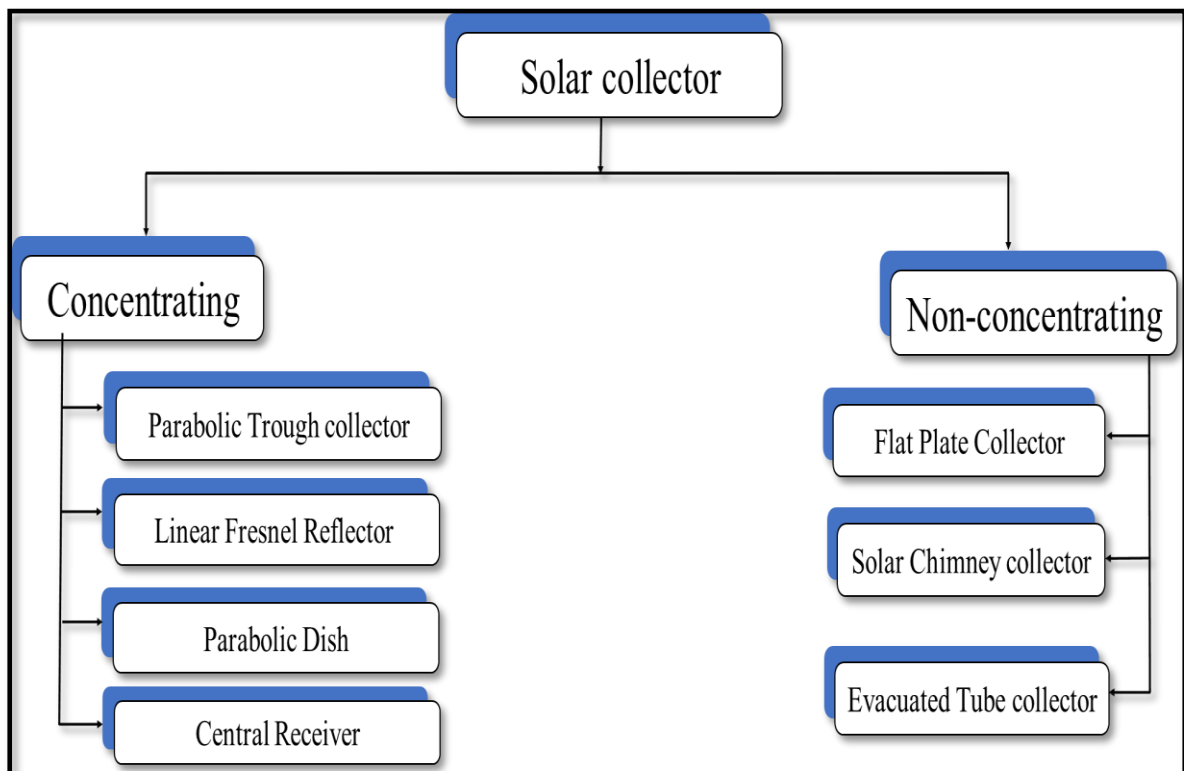 Solar collector
Concentrating
Parabolic Trough collector
Linear Fresnel Reflector
Parabolic Dish
Central Receiver
Non-concentrating
Flat Plate Collector
Solar Chimney collector
Evacuated Tube collector